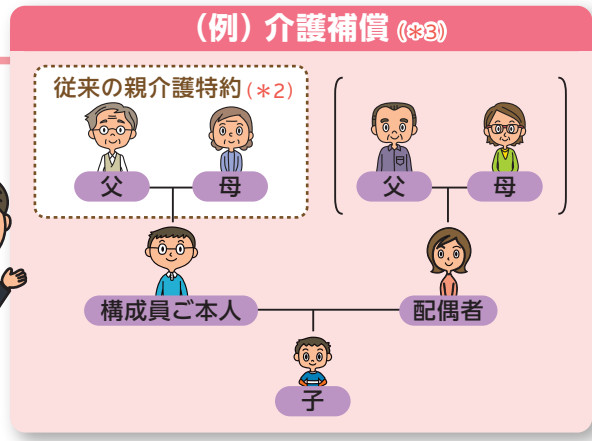 (例)介護補償(*3)
従来の親介護特約(*2)
父 母 父 母
構成員ご本人 配偶者
子